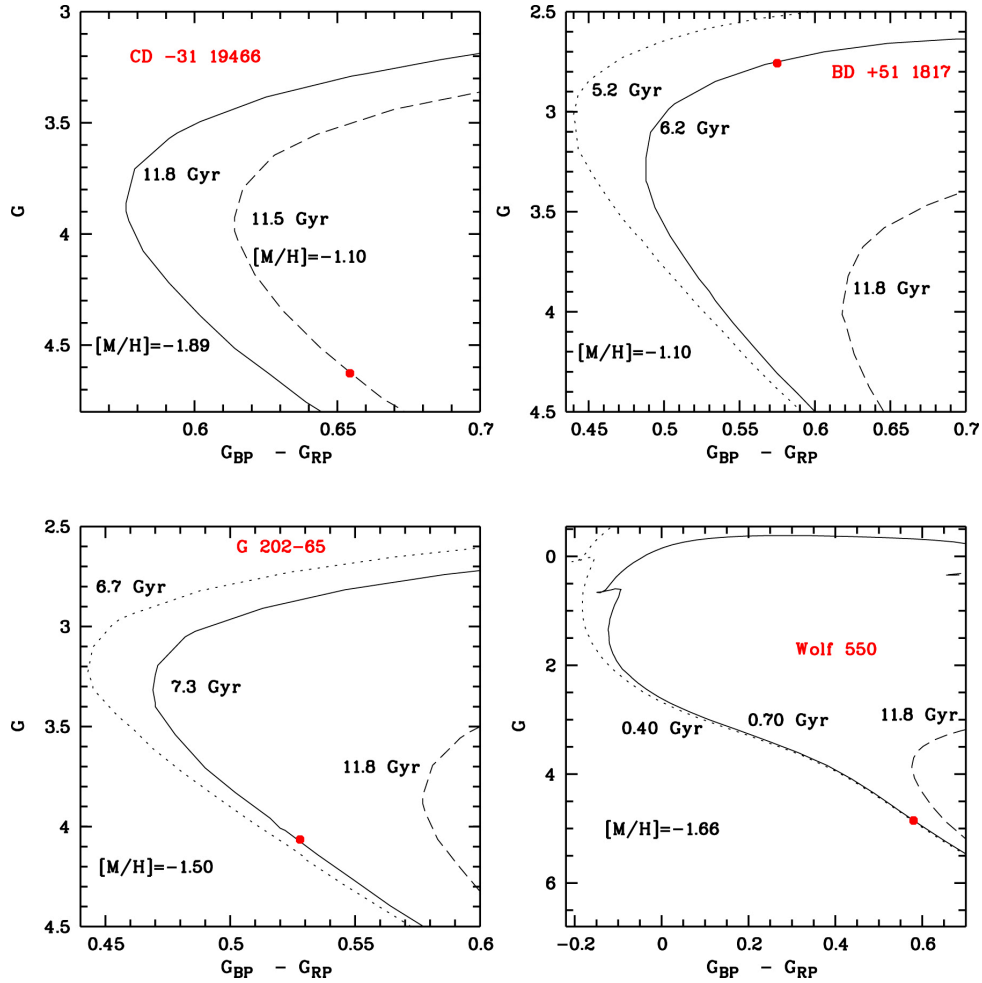 3
3.5
4
4.5
G
CD −31 19466
11.8 Gyr
11.5 Gyr
[M/H]=−1.10
[M/H]=−1.89
0.6
0.65
0.7
G_BP − G_RP
2.5
3
3.5
4
4.5
G
BD +51 1817
5.2 Gyr
6.2 Gyr
11.8 Gyr
[M/H]=−1.10
0.45
0.5
0.55
0.6
0.65
0.7
G_BP − G_RP
2.5
3
3.5
4
4.5
G
G 202−65
6.7 Gyr
7.3 Gyr
11.8 Gyr
[M/H]=−1.50
0.45
0.5
0.55
0.6
G_BP − G_RP
0
2
4
6
G
Wolf 550
0.40 Gyr
0.70 Gyr
11.8 Gyr
[M/H]=−1.66
−0.2
0
0.2
0.4
0.6
G_BP − G_RP